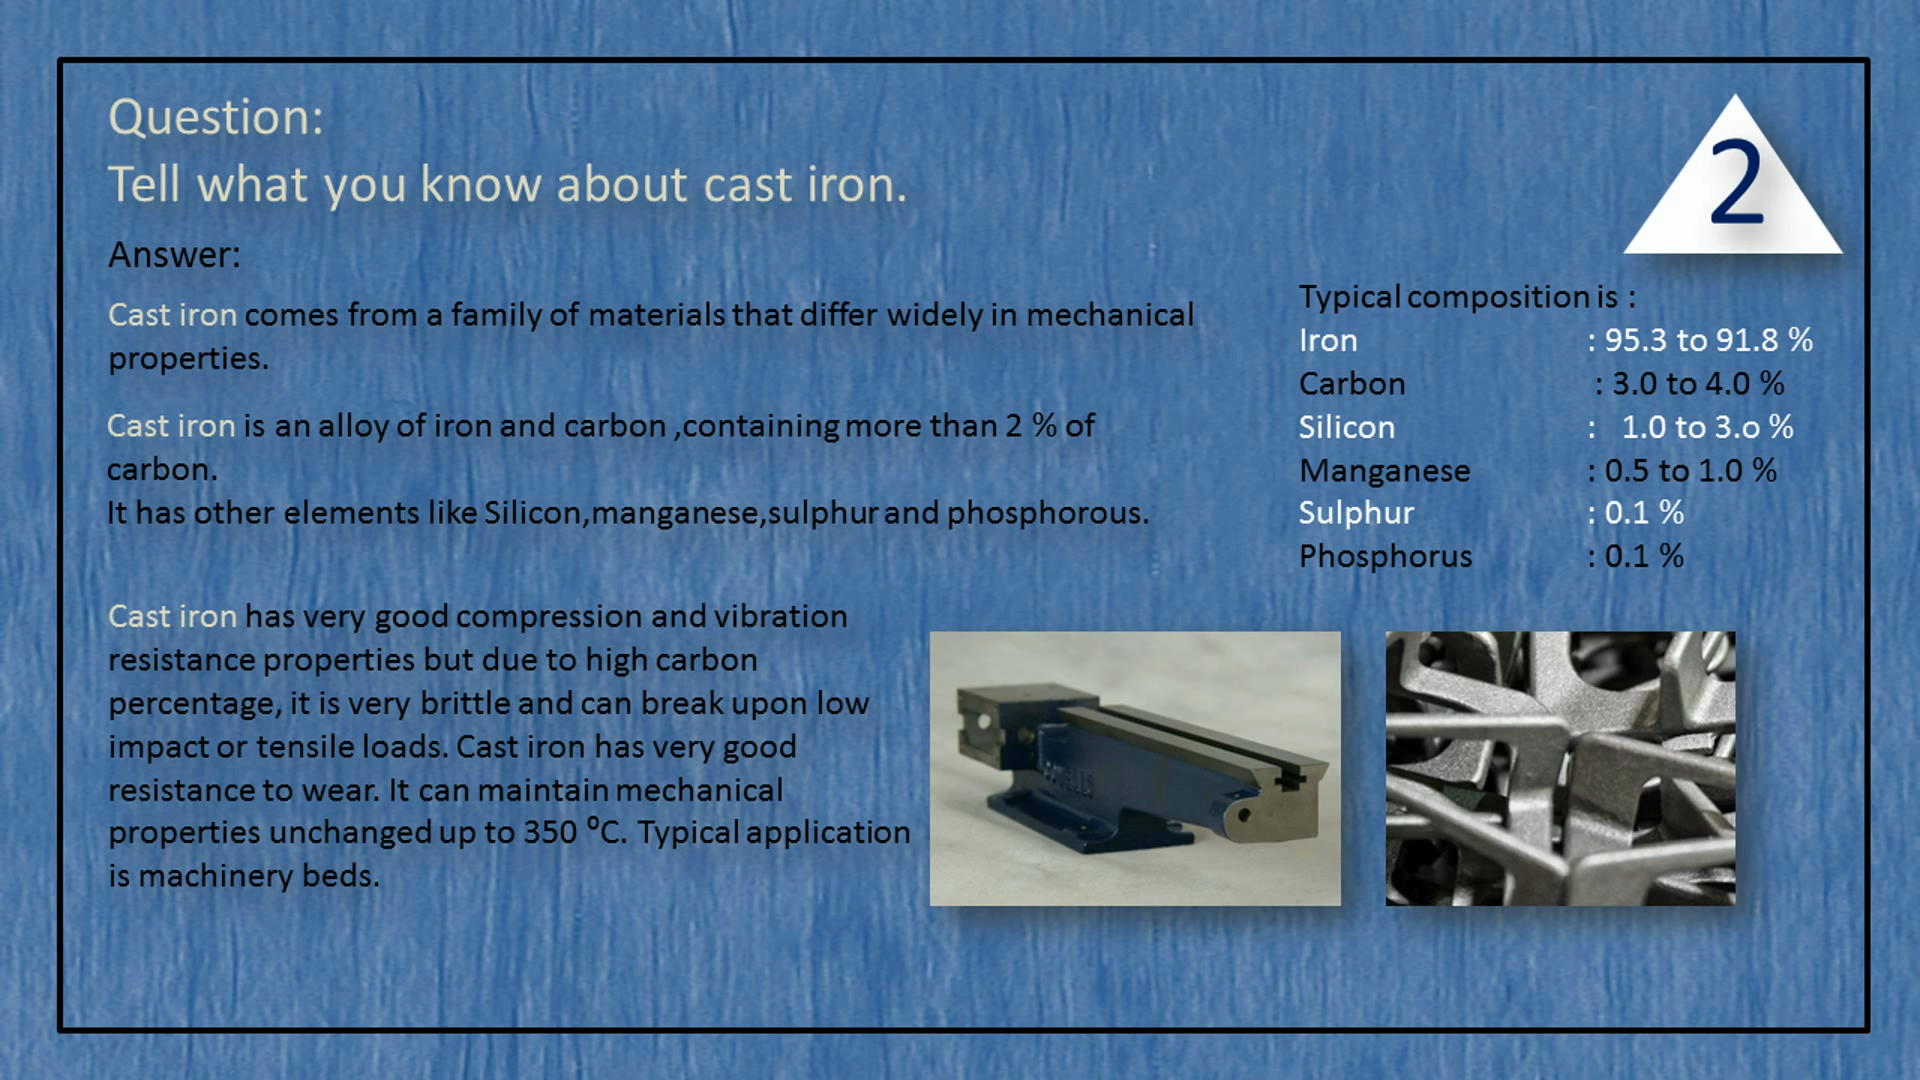 Question:
Tell what you know about cast iron.
2
Answer:
Cast iron comes from a family of materials that differ widely in mechanical
properties.
Cast iron is an alloy of iron and carbon ,containing more than 2 % of
carbon.
It has other elements like Silicon,manganese,sulphur and phosphorous.
Typical composition is :
Iron : 95.3 to 91.8 %
Carbon : 3.0 to 4.0 %
Silicon : 1.0 to 3.o %
Manganese : 0.5 to 1.0 %
Sulphur : 0.1 %
Phosphorus : 0.1 %
Cast iron has very good compression and vibration
resistance properties but due to high carbon
percentage, it is very brittle and can break upon low
impact or tensile loads. Cast iron has very good
resistance to wear. It can maintain mechanical
properties unchanged up to 350 ⁰C. Typical application
is machinery beds.